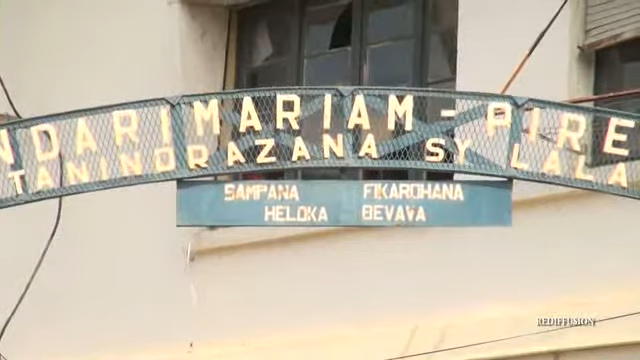 NDARIMARIAM - PIRE
TANINDRAZANA SY LALA
SAMPANA FIKAROHANA
HELOKA BEVAVA
REDIFFUSION